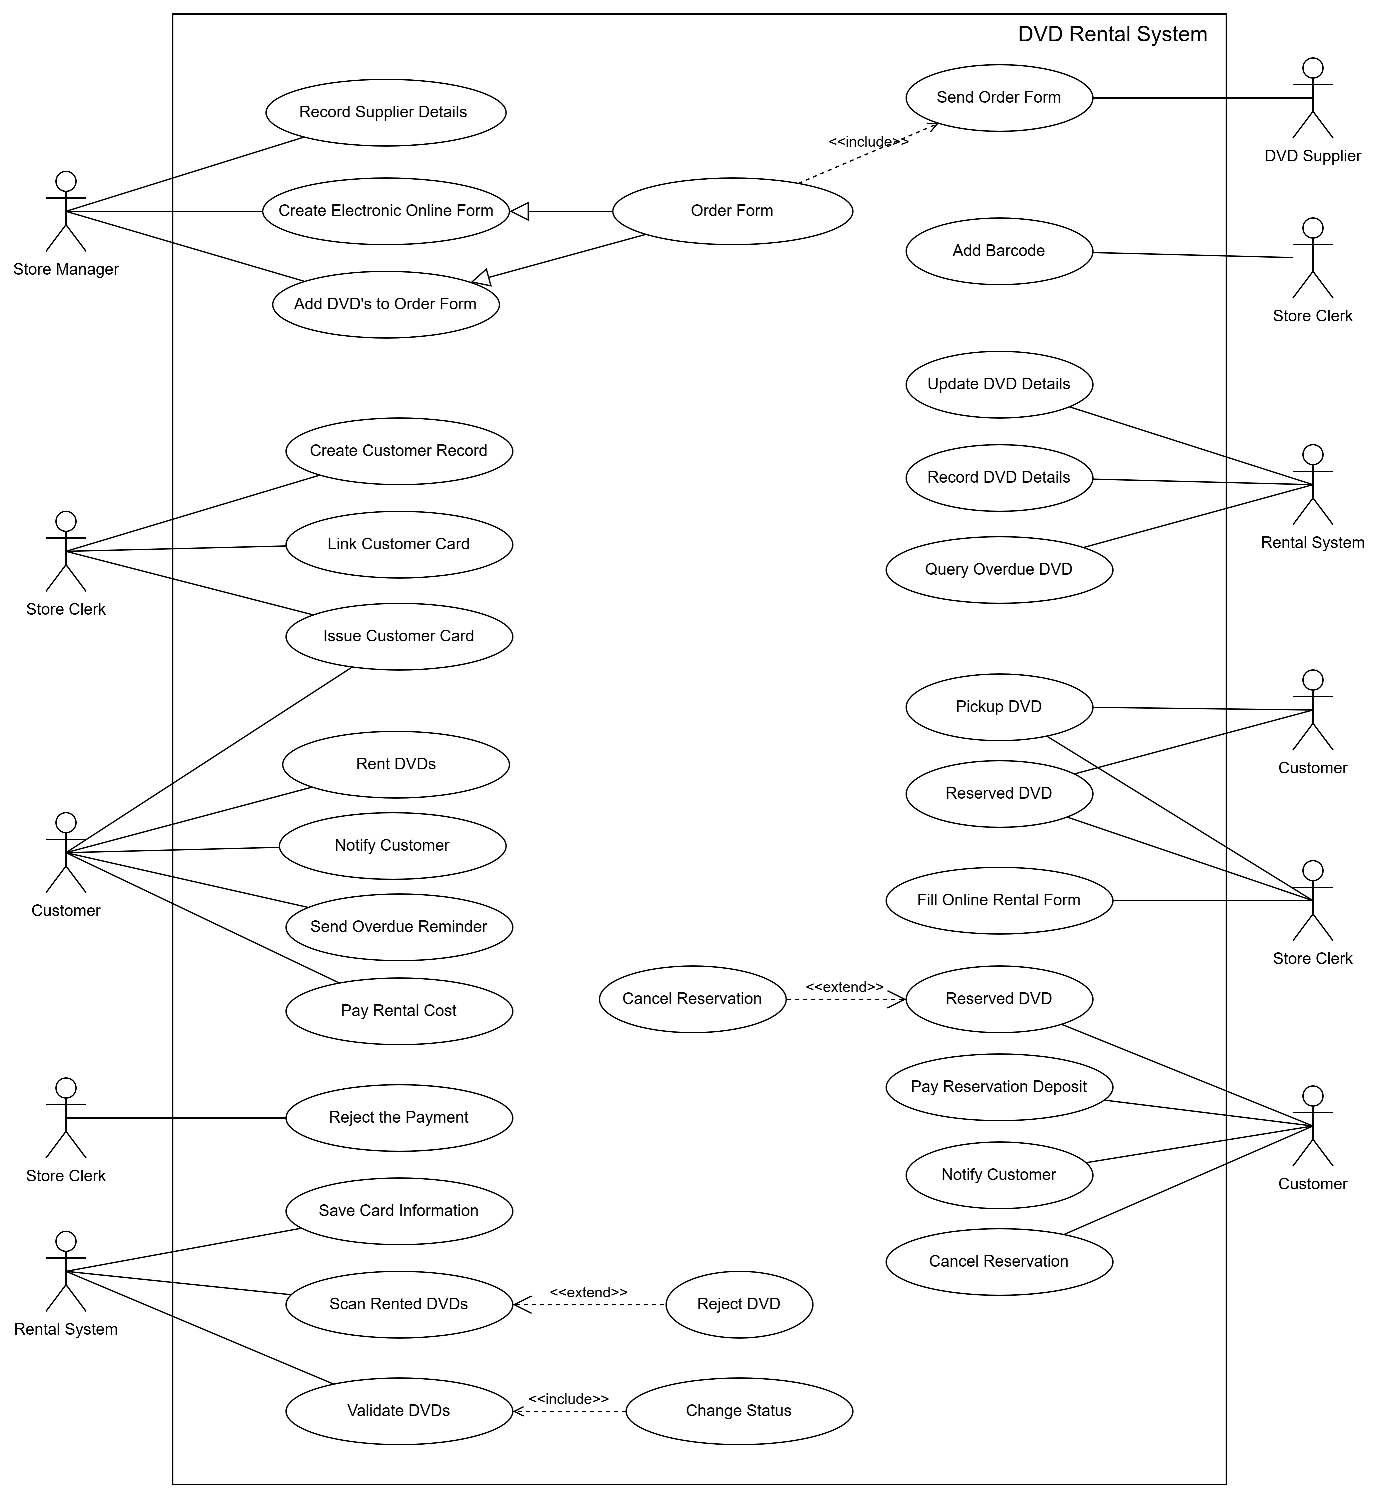 DVD Rental System
Record Supplier Details
Send Order Form
<<include>>
DVD Supplier
Create Electronic Online Form
Order Form
Store Manager
Add DVD's to Order Form
Add Barcode
Store Clerk
Update DVD Details
Create Customer Record
Record DVD Details
Link Customer Card
Rental System
Query Overdue DVD
Store Clerk
Issue Customer Card
Pickup DVD
Rent DVDs
Customer
Reserved DVD
Notify Customer
Customer
Fill Online Rental Form
Send Overdue Reminder
Store Clerk
<<extend>>
Cancel Reservation
Reserved DVD
Pay Rental Cost
Pay Reservation Deposit
Reject the Payment
Store Clerk
Notify Customer
Customer
Save Card Information
Cancel Reservation
<<extend>>
Scan Rented DVDs
Reject DVD
Rental System
<<include>>
Validate DVDs
Change Status